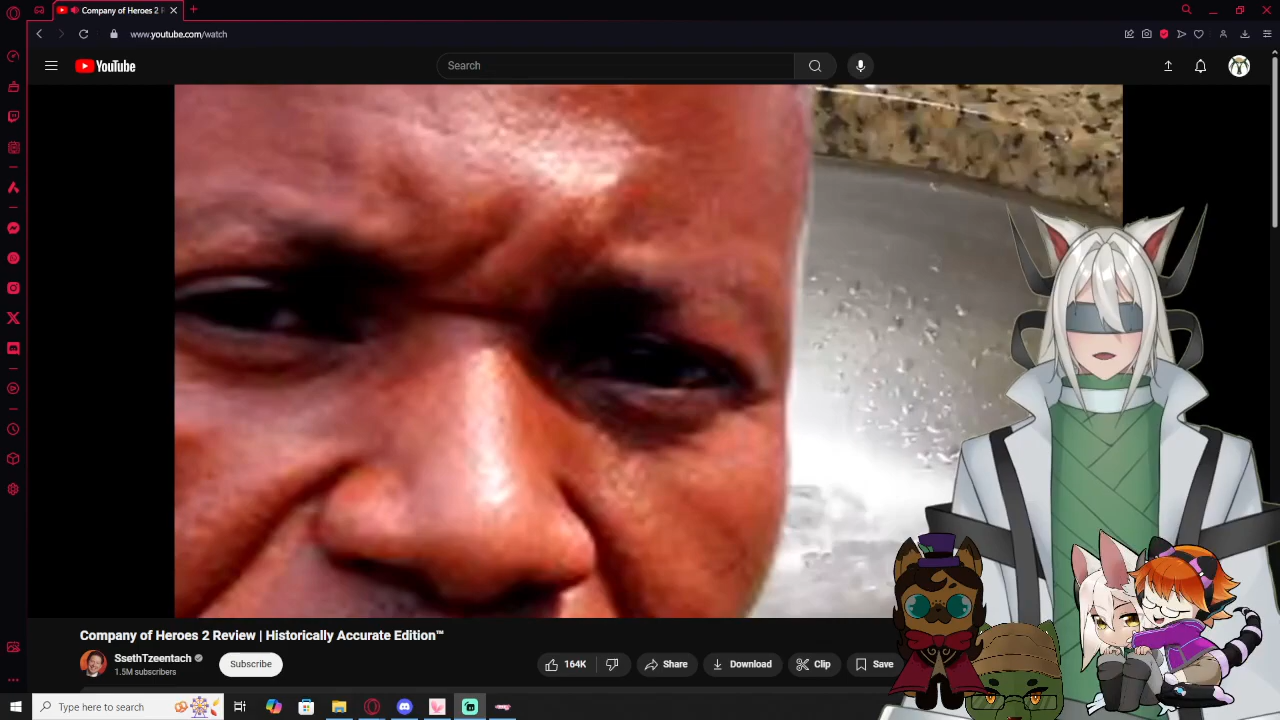 Company of Heroes 2 R
www.youtube.com/watch
YouTube
Search
Company of Heroes 2 Review | Historically Accurate Edition™
SsethTzeentach
1.5M subscribers
Subscribe
164K
Share
Download
Clip
Save
Type here to search